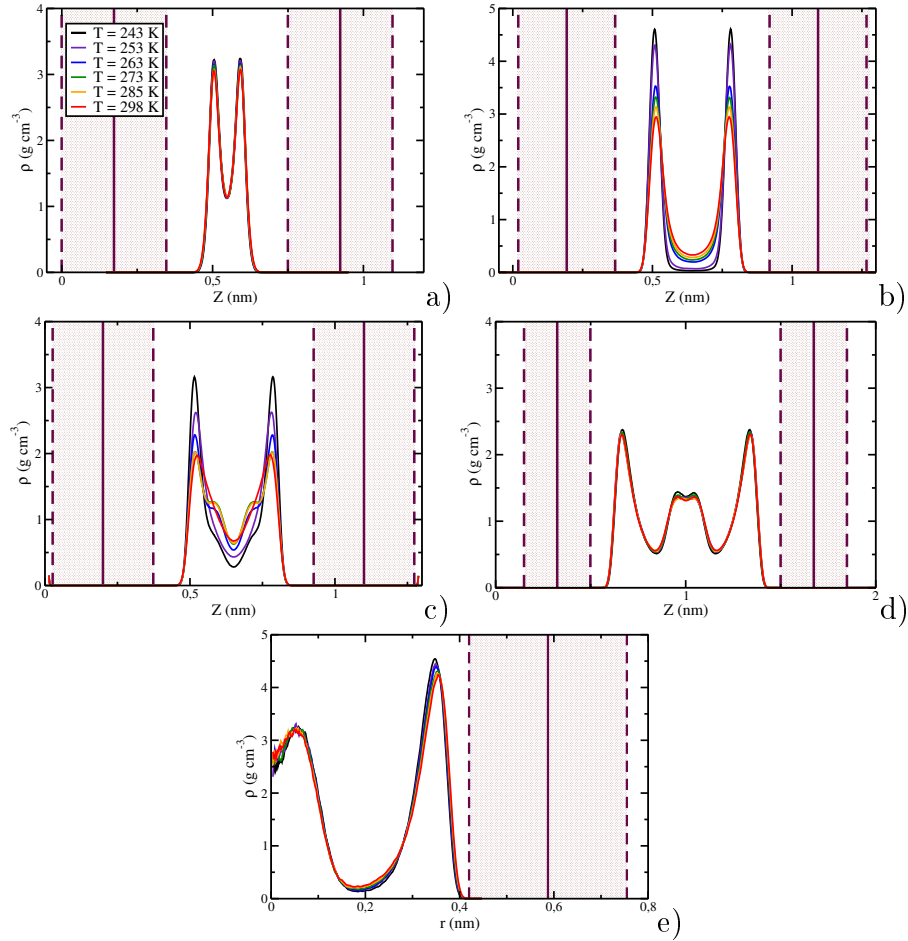 T = 243 K
T = 253 K
T = 263 K
T = 273 K
T = 285 K
T = 298 K
ρ (g cm⁻³)
4
3
2
1
0
0 0,5 1
Z (nm)
a)
ρ (g cm⁻³)
5
4
3
2
1
0
0 0.5 1
Z (nm)
b)
ρ (g cm⁻³)
4
3
2
1
0
0 0.5 1
Z (nm)
c)
ρ (g cm⁻³)
4
3
2
1
0
0 0,5 1 2
Z (nm)
d)
ρ (g cm⁻³)
5
4
3
2
1
0
0 0,2 0,4 0,6 0,8
r (nm)
e)